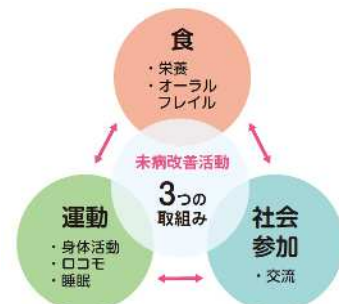 食
・栄養
・オーラル
フレイル
未病改善活動
3つの
取組み
運動
・身体活動
・ロコモ
・睡眠
社会
参加
・交流